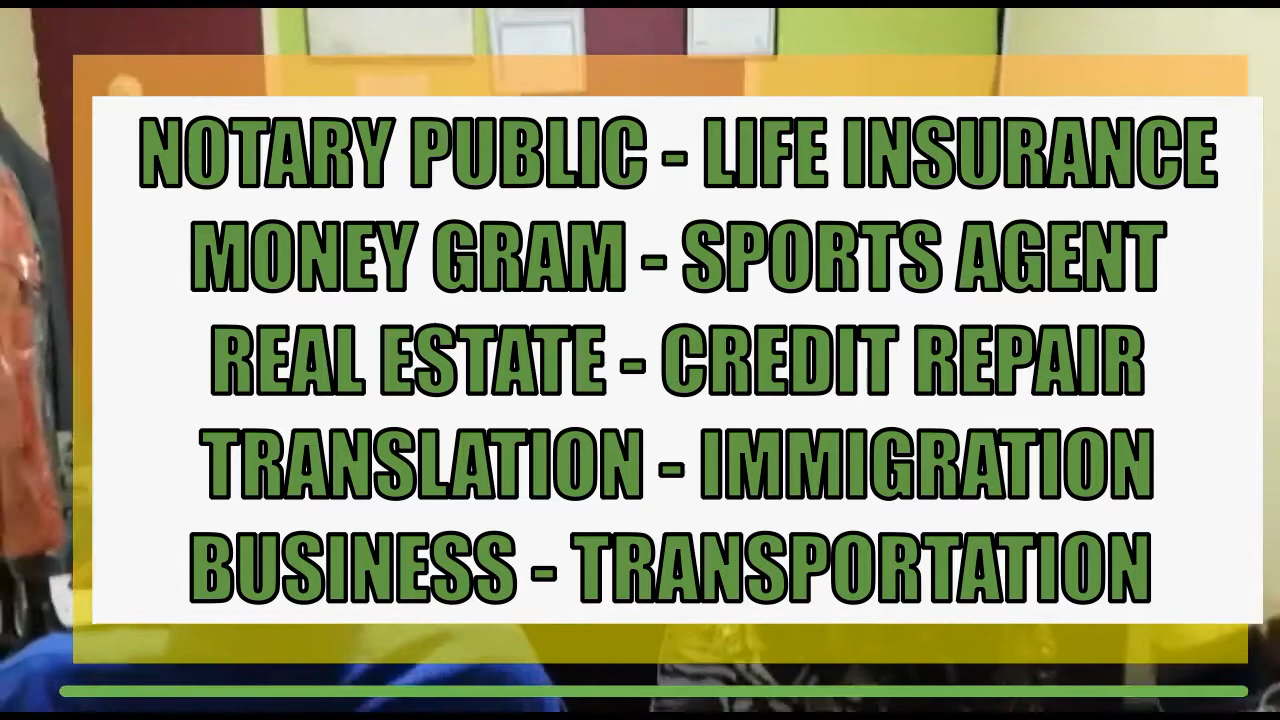 NOTARY PUBLIC - LIFE INSURANCE
MONEY GRAM - SPORTS AGENT
REAL ESTATE - CREDIT REPAIR
TRANSLATION - IMMIGRATION
BUSINESS - TRANSPORTATION